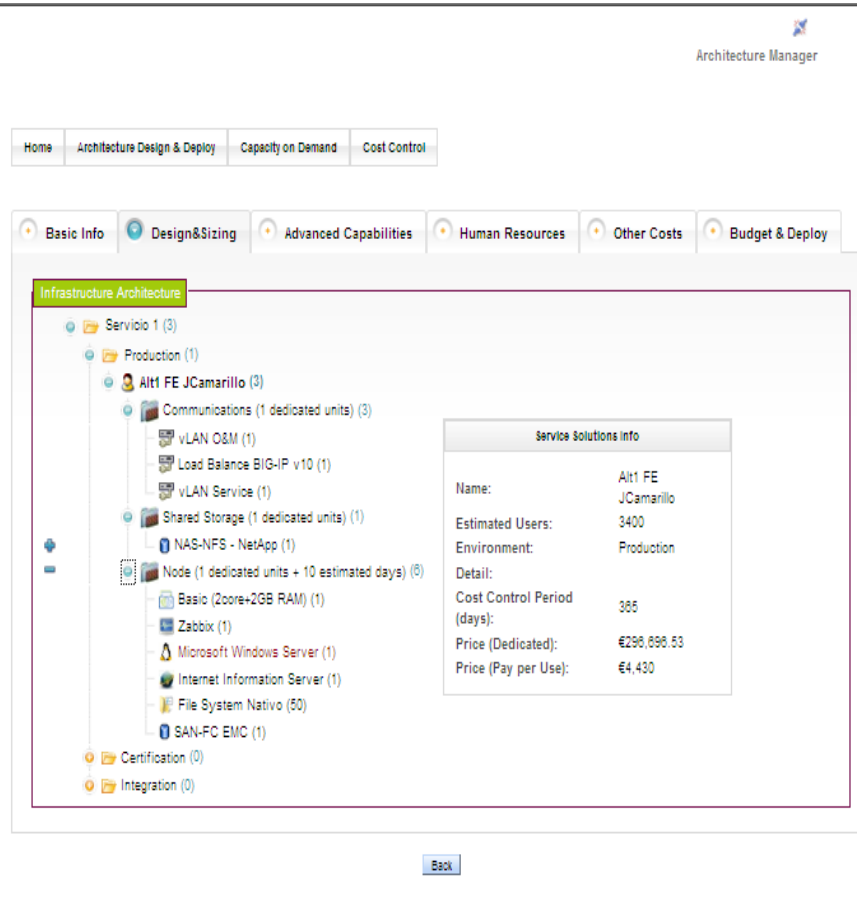 Architecture Manager
Home Architecture Design & Deploy Capacity on Demand Cost Control
Basic Info Design&Sizing Advanced Capabilities Human Resources Other Costs Budget & Deploy
Infrastructure Architecture
Servicio 1 (3)
Production (1)
Alt1 FE JCamarillo (3)
Communications (1 dedicated units) (3)
vLAN O&M (1)
Load Balance BIG-IP v10 (1)
vLAN Service (1)
Shared Storage (1 dedicated units) (1)
NAS-NFS - NetApp (1)
Node (1 dedicated units + 10 estimated days) (6)
Basic (2core+2GB RAM) (1)
Zabbix (1)
Microsoft Windows Server (1)
Internet Information Server (1)
File System Nativo (50)
SAN-FC EMC (1)
Certification (0)
Integration (0)
Service Solutions Info
Name: Alt1 FE
JCamarillo
Estimated Users: 3400
Environment: Production
Detail:
Cost Control Period
(days): 365
Price (Dedicated): €296,696.53
Price (Pay per Use): €4,430
Back